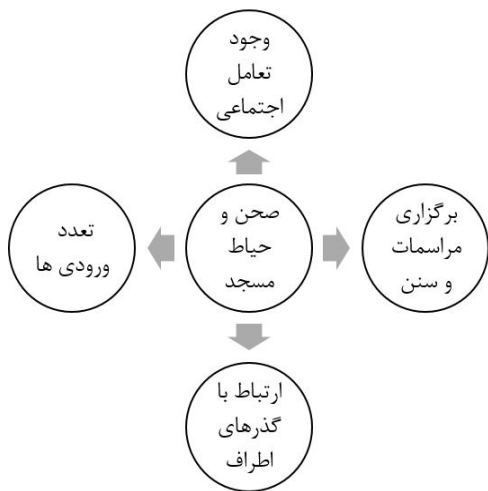 وجود
تعامل
اجتماعی
برگزاری
مراسمات
و سنن
صحن و
حیاط
مسجد
تعدد
ورودی ها
ارتباط با
گذرهای
اطراف